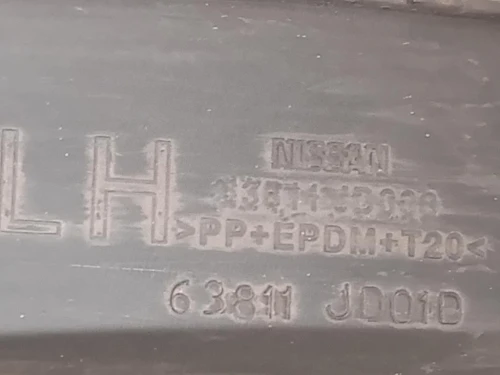 LH
NISSAN
>PP+EPDM+T20<
63811 JD01D